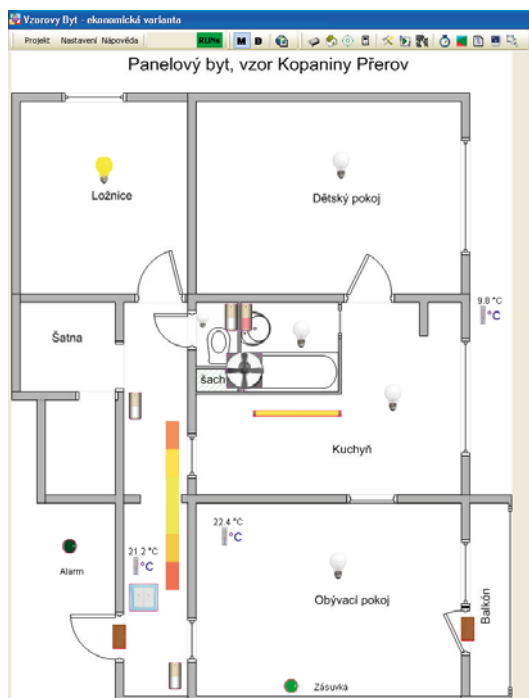 Vzorovy Byt - ekonomická varianta
Projekt Nastavení Nápověda RUNs M D
Panelový byt, vzor Kopaniny Přerov
Ložnice
Dětský pokoj
9.8 °C
°C
Šatna
šach
Kuchyň
22.4 °C
°C
21.2 °C
°C
Alarm
Obývací pokoj
Balkón
Zásuvka